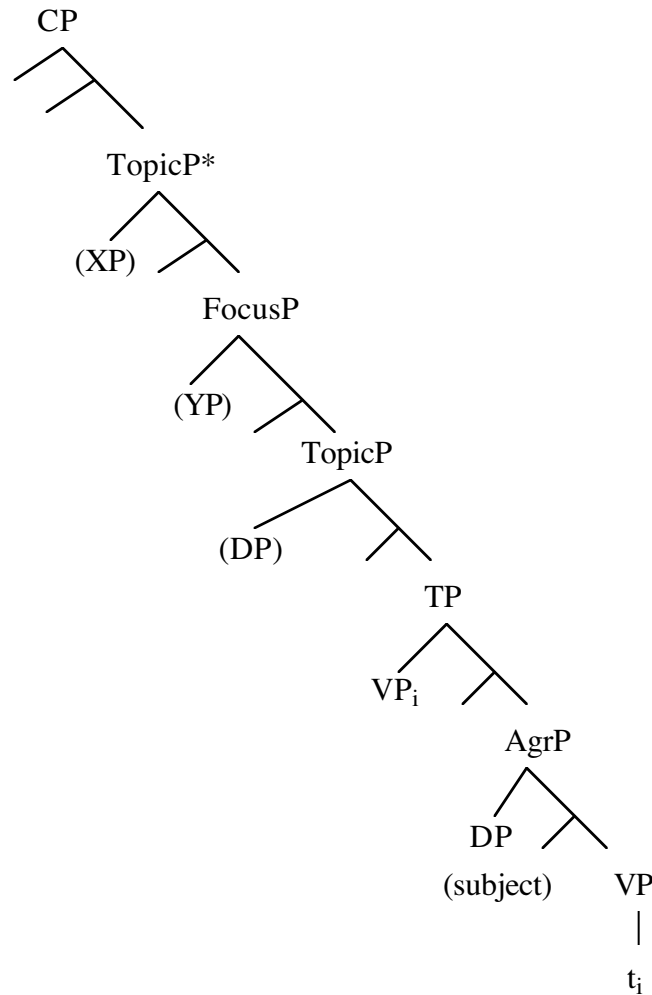 CP
TopicP*
(XP)
FocusP
(YP)
TopicP
(DP)
TP
VPi
AgrP
DP
(subject) VP
ti